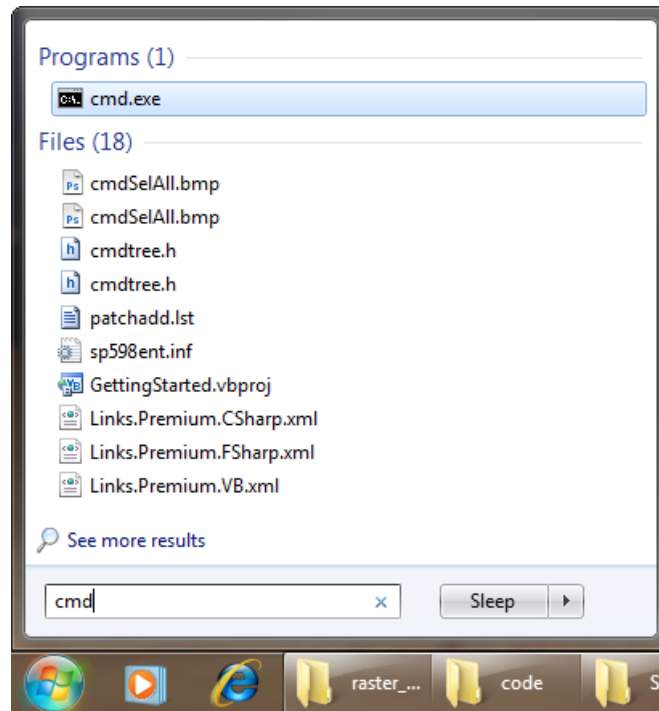 Programs (1)
cmd.exe
Files (18)
cmdSelAll.bmp
cmdSelAll.bmp
cmdtree.h
cmdtree.h
patchadd.lst
sp598ent.inf
GettingStarted.vbproj
Links.Premium.CSharp.xml
Links.Premium.FSharp.xml
Links.Premium.VB.xml
See more results
cmd
Sleep
raster_...
code
S